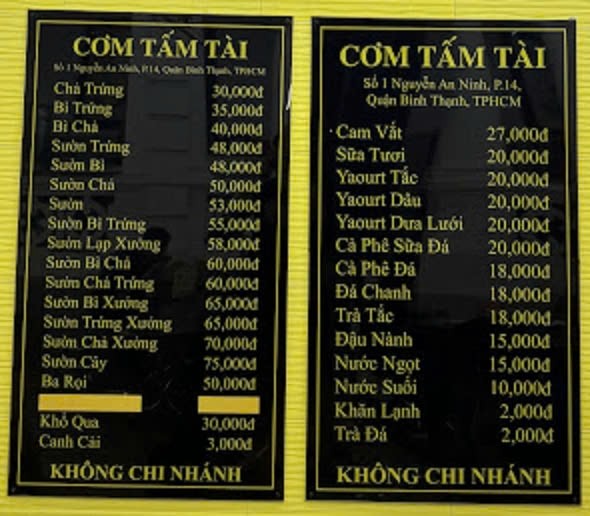 CƠM TẤM TÀI
Số 1 Nguyễn An Ninh, P.14, Quận Bình Thạnh, TPHCM
Chả Trứng 30,000đ
Bì Trứng 35,000đ
Bì Chả 40,000đ
Sườn Trứng 48,000đ
Sườn Bì 48,000đ
Sườn Chả 50,000đ
Sườn 53,000đ
Sườn Bì Trứng 55,000đ
Sườn Lạp Xưởng 58,000đ
Sườn Bì Chả 60,000đ
Sườn Chả Trứng 60,000đ
Sườn Bì Xưởng 65,000đ
Sườn Trứng Xưởng 65,000đ
Sườn Chả Xưởng 70,000đ
Sườn Cây 75,000đ
Ba Rọi 50,000đ
Khổ Qua 30,000đ
Canh Cải 3,000đ
KHÔNG CHI NHÁNH
CƠM TẤM TÀI
Số 1 Nguyễn An Ninh, P.14,
Quận Bình Thạnh, TPHCM
Cam Vắt 27,000đ
Sữa Tươi 20,000đ
Yaourt Tắc 20,000đ
Yaourt Dâu 20,000đ
Yaourt Dưa Lưới 20,000đ
Cà Phê Sữa Đá 20,000đ
Cà Phê Đá 18,000đ
Đá Chanh 18,000đ
Trà Tắc 18,000đ
Đậu Nành 15,000đ
Nước Ngọt 15,000đ
Nước Suối 10,000đ
Khăn Lạnh 2,000đ
Trà Đá 2,000đ
KHÔNG CHI NHÁNH